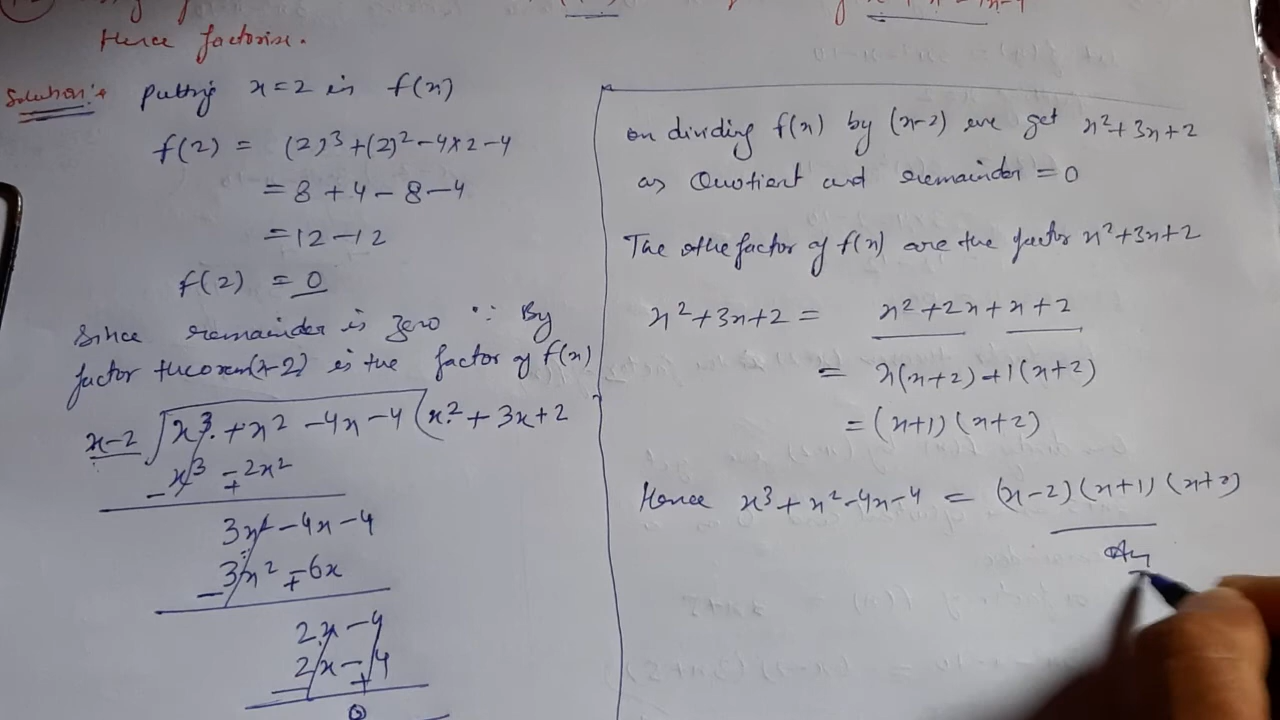 Hence factorise.
Solution:→ putting x=2 in f(x)
f(2) = (2)³+(2)²-4×2-4
= 8+4-8-4
= 12-12
f(2) = 0
Since remainder is zero ∵ By
factor theorem (x-2) is the factor of f(x)
x-2 ) x³ + x² -4x-4 ( x² + 3x+2
- x³ -2x²
+
3x² -4x-4
- 3x² -6x
+
2x-4
2x-4
- +
0
on dividing f(x) by (x-2) we get x²+3x+2
as Quotient and remainder = 0
The othe factor of f(x) are the factor x²+3x+2
x²+3x+2 = x²+2x+x+2
= x(x+2)+1(x+2)
= (x+1) (x+2)
Hence x³+x²-4x-4 = (x-2)(x+1)(x+2)
Ans